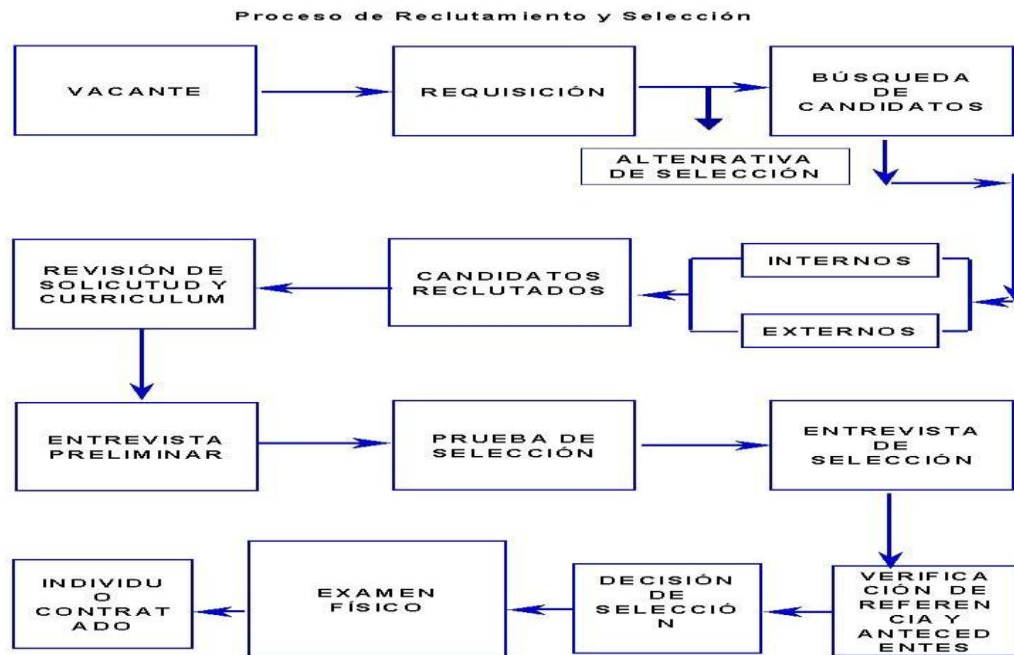 Proceso de Reclutamiento y Selección
VACANTE
REQUISICIÓN
BÚSQUEDA
DE
CANDIDATOS
ALTENRATIVA
DE SELECCIÓN
REVISIÓN DE
SOLICUTUD Y
CURRICULUM
CANDIDATOS
RECLUTADOS
INTERNOS
EXTERNOS
ENTREVISTA
PRELIMINAR
PRUEBA DE
SELECCIÓN
ENTREVISTA
DE
SELECCIÓN
INDIVIDU
O
CONTRAT
ADO
EXAMEN
FÍSICO
DECISIÓN
DE
SELECCIÓ
N
VERIFICA
CIÓN DE
REFEREN
CIA Y
ANTECED
ENTES